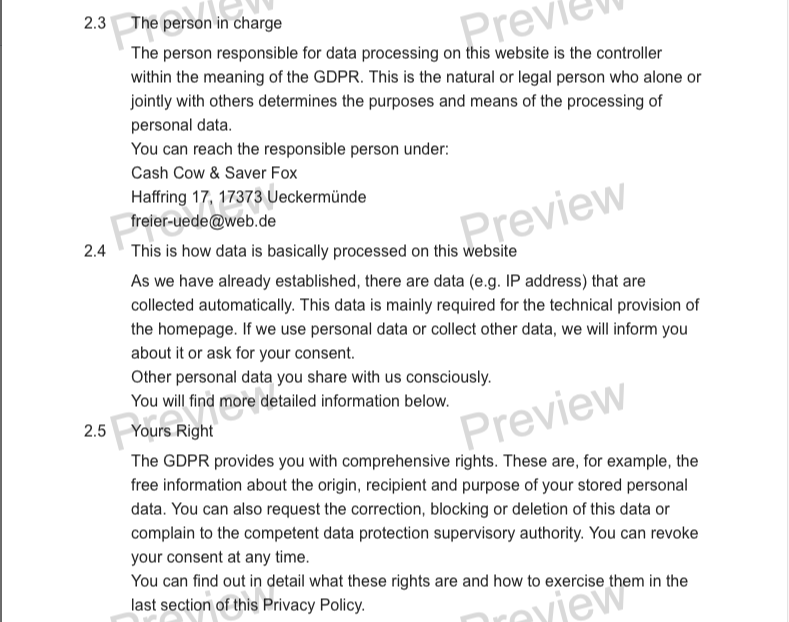 2.3 The person in charge
The person responsible for data processing on this website is the controller
within the meaning of the GDPR. This is the natural or legal person who alone or
jointly with others determines the purposes and means of the processing of
personal data.
You can reach the responsible person under:
Cash Cow & Saver Fox
Haffring 17, 17373 Ueckermünde
freier-uede@web.de
2.4 This is how data is basically processed on this website
As we have already established, there are data (e.g. IP address) that are
collected automatically. This data is mainly required for the technical provision of
the homepage. If we use personal data or collect other data, we will inform you
about it or ask for your consent.
Other personal data you share with us consciously.
You will find more detailed information below.
2.5 Yours Right
The GDPR provides you with comprehensive rights. These are, for example, the
free information about the origin, recipient and purpose of your stored personal
data. You can also request the correction, blocking or deletion of this data or
complain to the competent data protection supervisory authority. You can revoke
your consent at any time.
You can find out in detail what these rights are and how to exercise them in the
last section of this Privacy Policy.
Preview
Preview
Preview
Preview
Preview
Preview
Preview
Preview